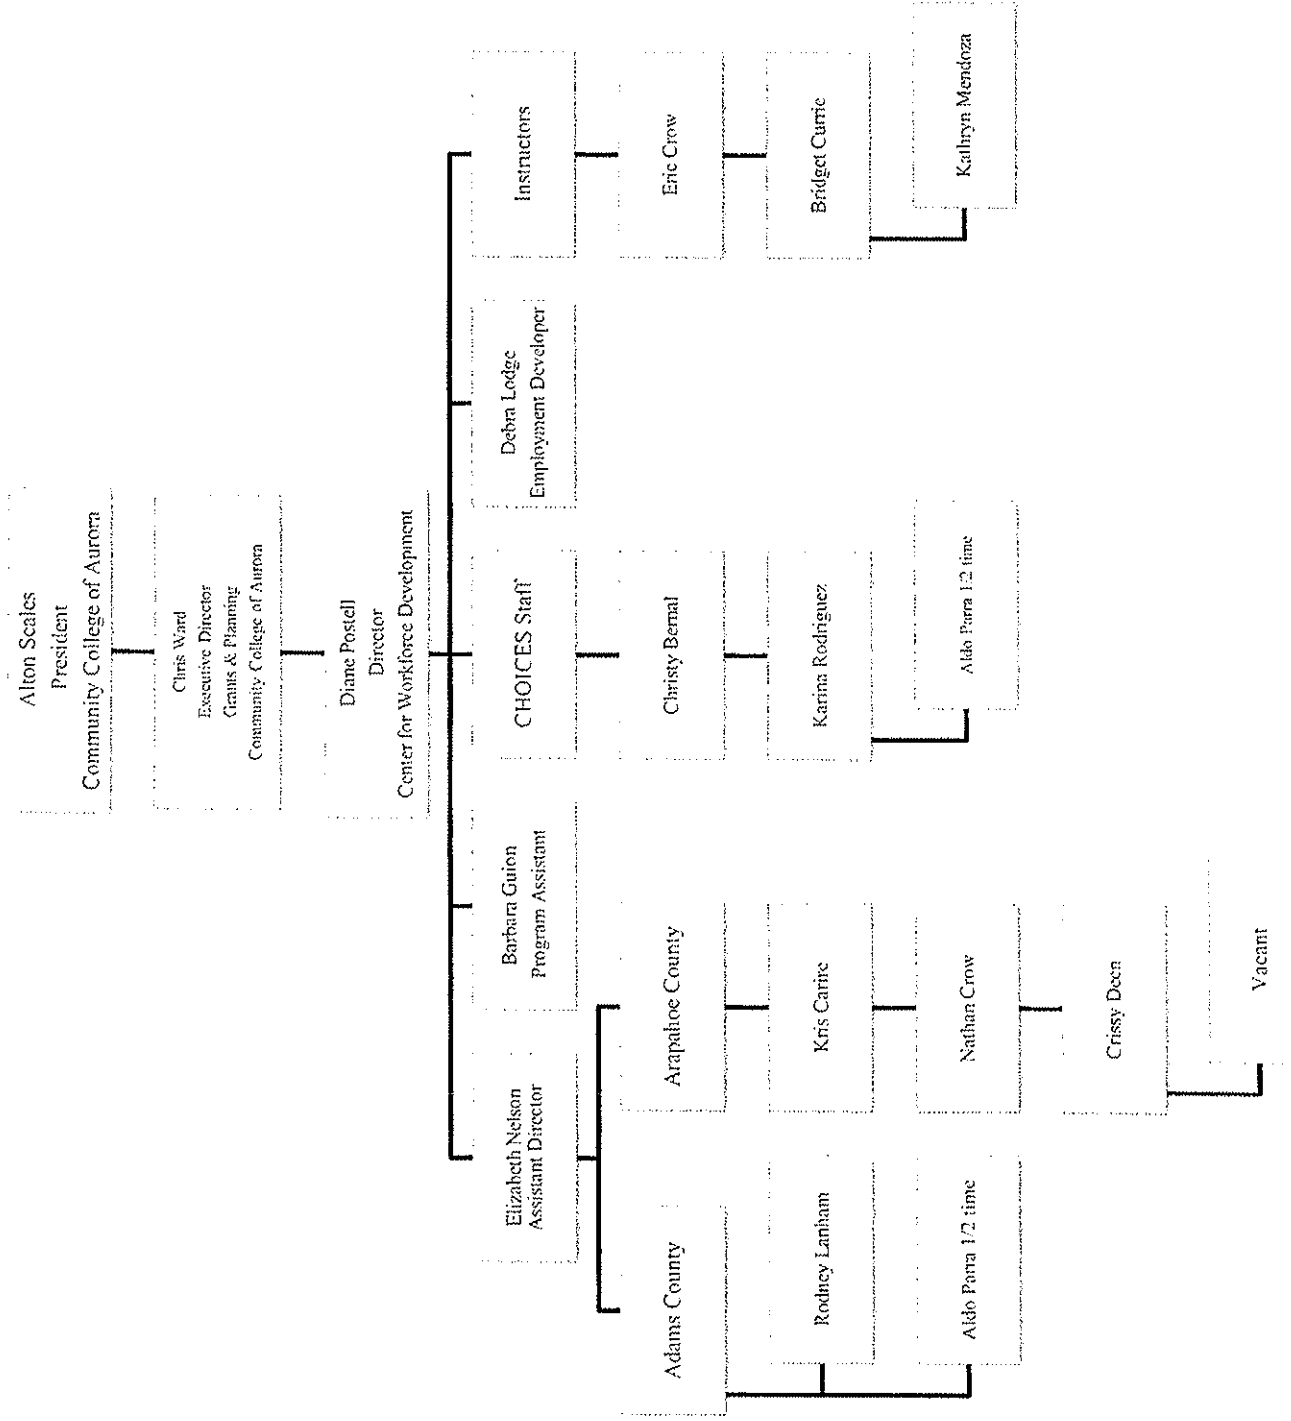 Alton Scales
President
Community College of Aurora
Chris Ward
Executive Director
Grants & Planning
Community College of Aurora
Diane Postell
Director
Center for Workforce Development
Elizabeth Nelson
Assistant Director
Barbara Guion
Program Assistant
CHOICES Staff
Debra Lodge
Employment Developer
Instructors
Adams County
Arapahoe County
Christy Bernal
Eric Crow
Rodney Lanham
Kris Carire
Karina Rodriguez
Bridget Currie
Aldo Parra 1/2 time
Nathan Crow
Aldo Parra 1/2 time
Kathryn Mendoza
Crissy Deen
Vacant